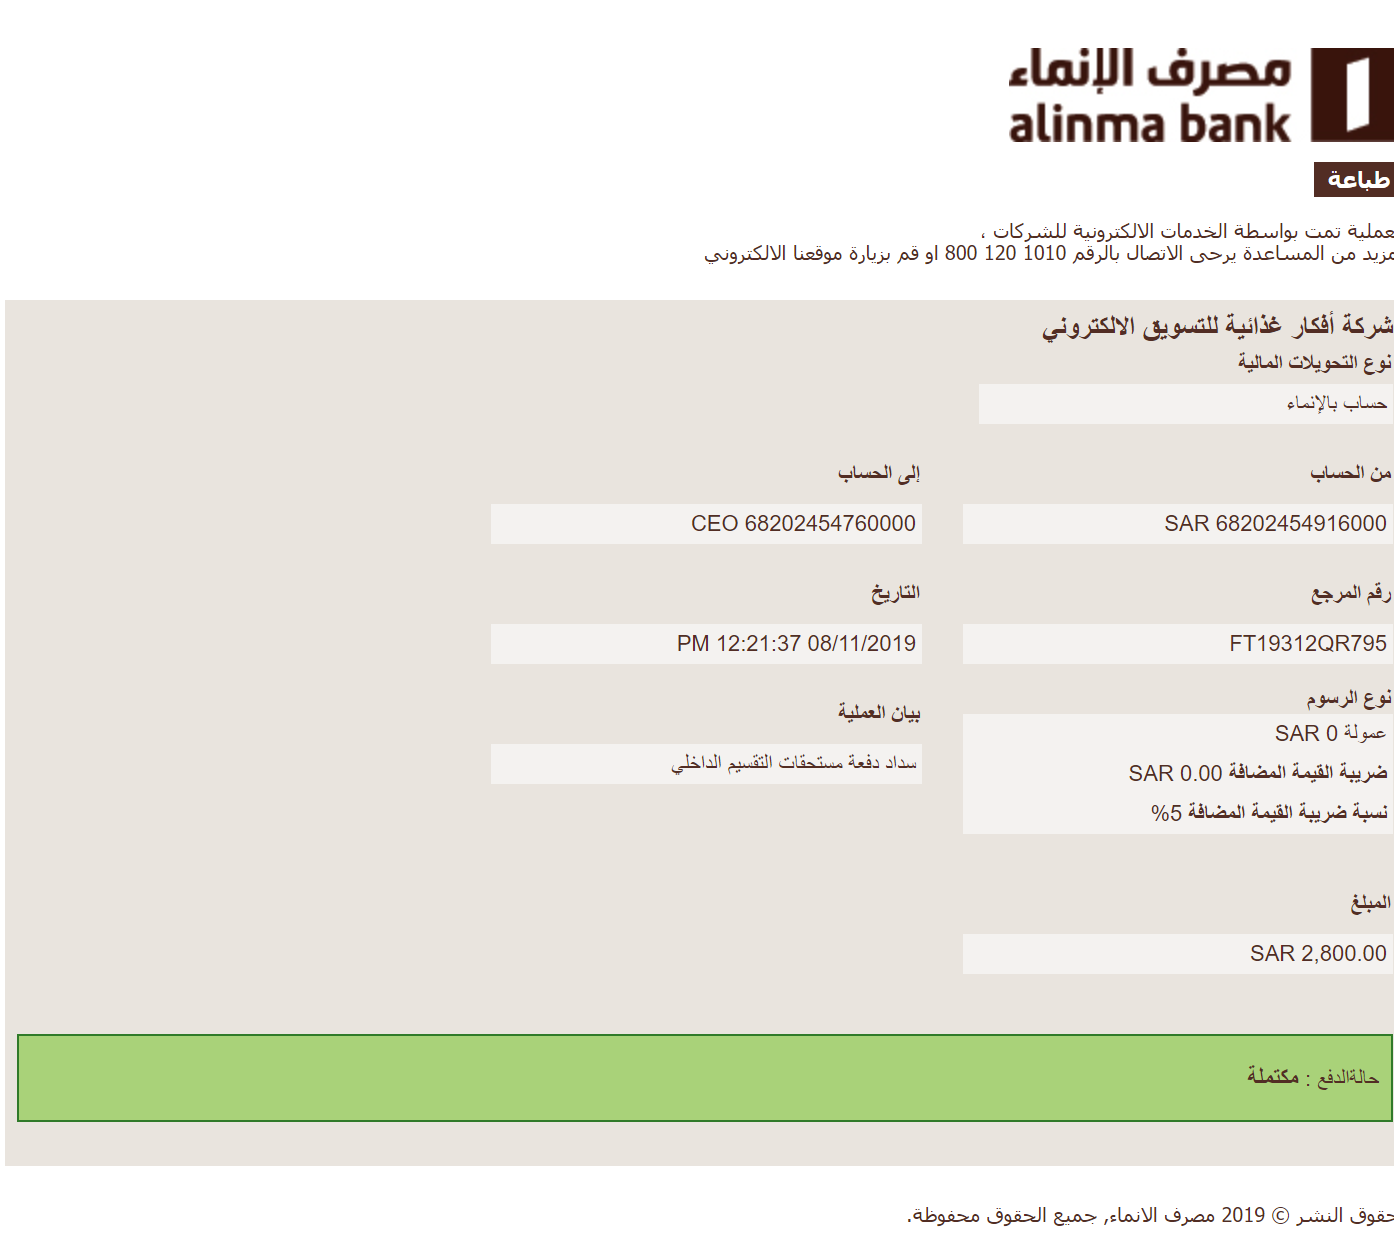 مصرف الإنماء
alinma bank
طباعة
عملية تمت بواسطة الخدمات الالكترونية للشركات ،
مزيد من المساعدة يرجى الاتصال بالرقم 1010 120 800 او قم بزيارة موقعنا الالكتروني
شركة أفكار غذائية للتسويق الالكتروني
نوع التحويلات المالية
حساب بالإنماء
من الحساب
SAR 68202454916000
إلى الحساب
CEO 68202454760000
رقم المرجع
FT19312QR795
التاريخ
PM 12:21:37 08/11/2019
نوع الرسوم
عمولة SAR 0
ضريبة القيمة المضافة SAR 0.00
نسبة ضريبة القيمة المضافة 5%
بيان العملية
سداد دفعة مستحقات التقسيم الداخلي
المبلغ
SAR 2,800.00
حالةالدفع : مكتملة
حقوق النشر © 2019 مصرف الانماء, جميع الحقوق محفوظة.